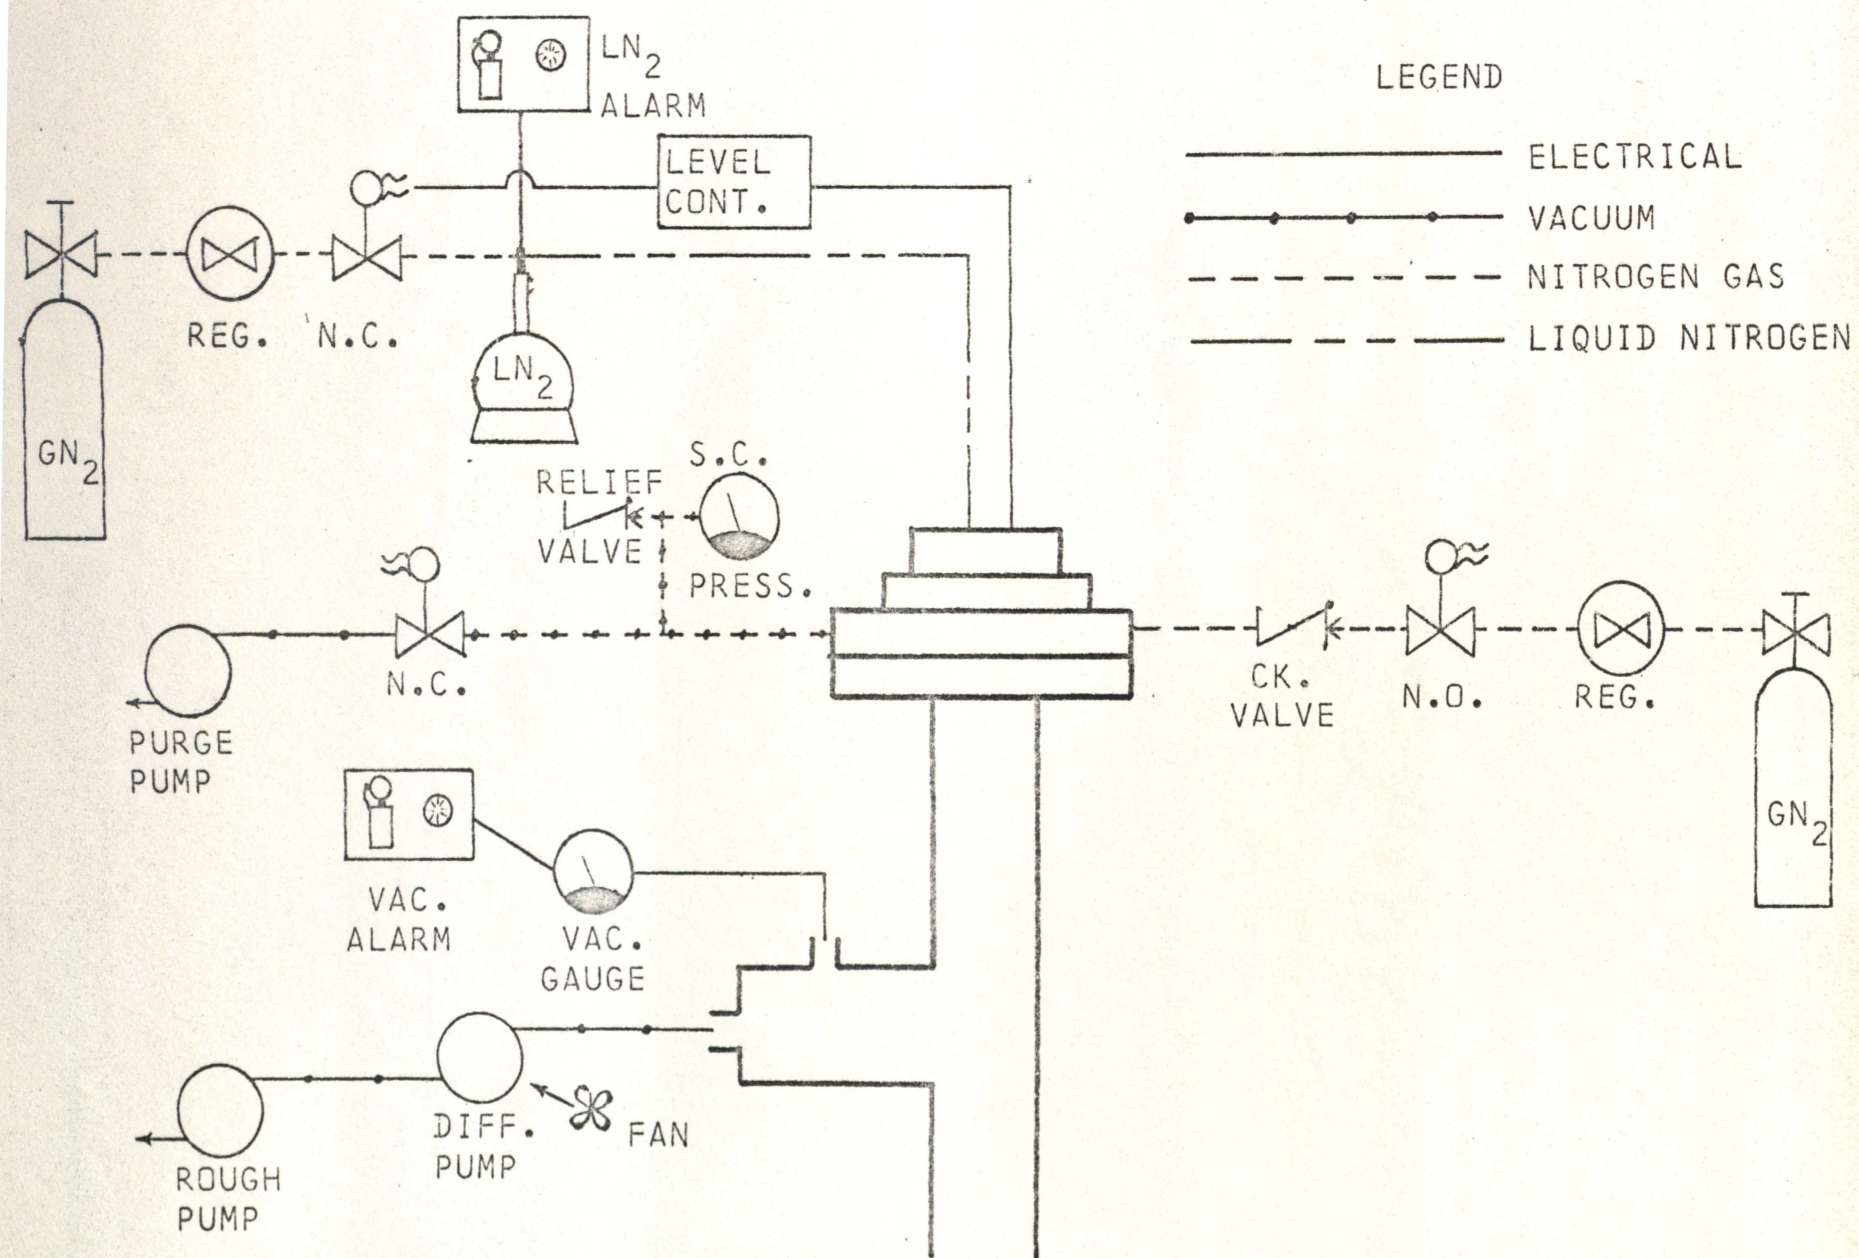 LN2
ALARM
LEGEND
LEVEL
CONT.
ELECTRICAL
VACUUM
NITROGEN GAS
LIQUID NITROGEN
REG.
N.C.
LN2
GN2
S.C.
RELIEF
VALVE
PRESS.
N.C.
CK.
VALVE
N.O.
REG.
PURGE
PUMP
GN2
VAC.
ALARM
VAC.
GAUGE
DIFF.
PUMP
FAN
ROUGH
PUMP